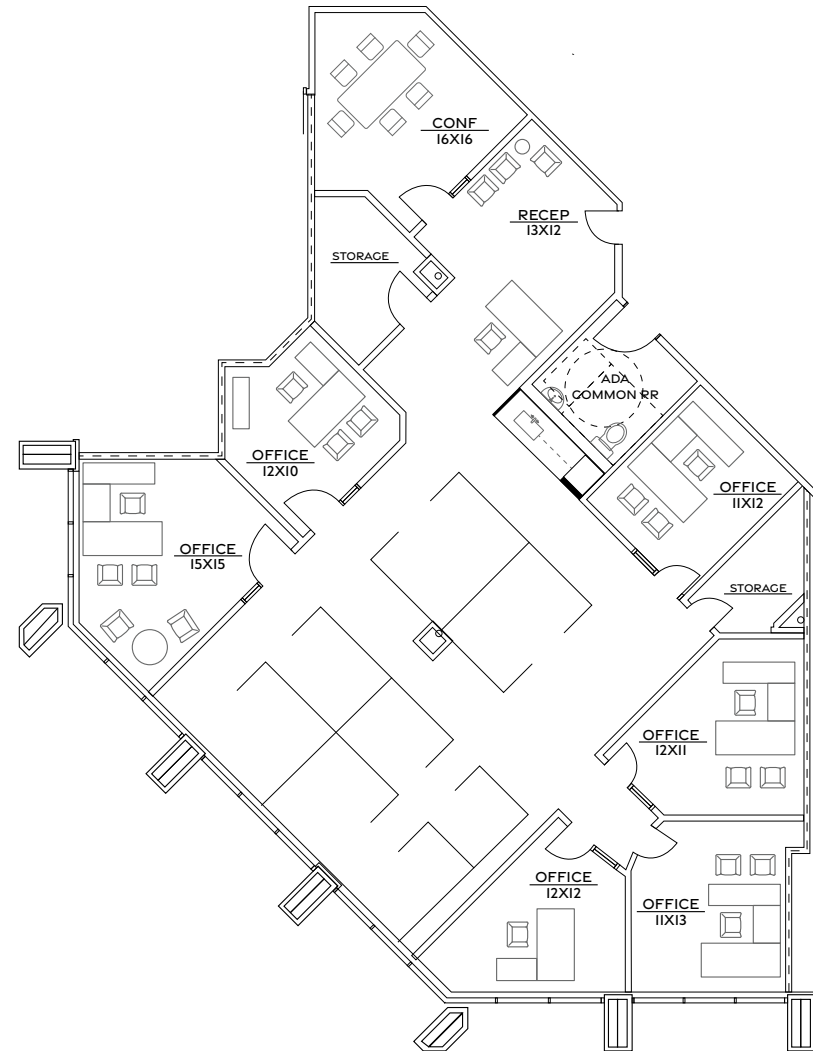 CONF
16X16
RECEP
13X12
STORAGE
ADA
COMMON RR
OFFICE
12X10
OFFICE
11X12
OFFICE
15X15
STORAGE
OFFICE
12X11
OFFICE
12X12
OFFICE
11X13